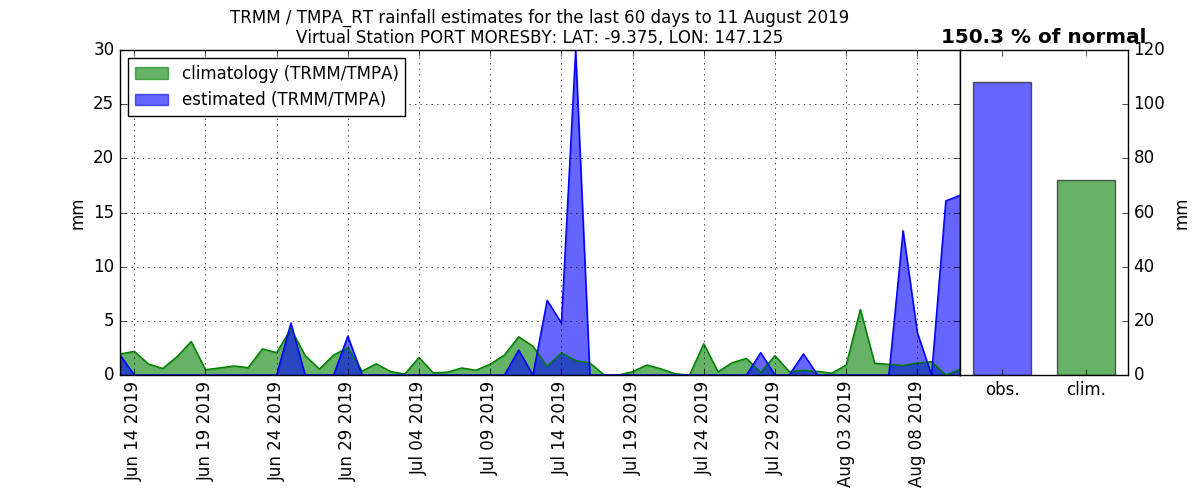 TRMM / TMPA_RT rainfall estimates for the last 60 days to 11 August 2019
Virtual Station PORT MORESBY: LAT: -9.375, LON: 147.125
150.3 % of normal
climatology (TRMM/TMPA)
estimated (TRMM/TMPA)
mm
30
25
20
15
10
5
0
Jun 14 2019
Jun 19 2019
Jun 24 2019
Jun 29 2019
Jul 04 2019
Jul 09 2019
Jul 14 2019
Jul 19 2019
Jul 24 2019
Jul 29 2019
Aug 03 2019
Aug 08 2019
obs.
clim.
120
100
80
60
40
20
0
mm